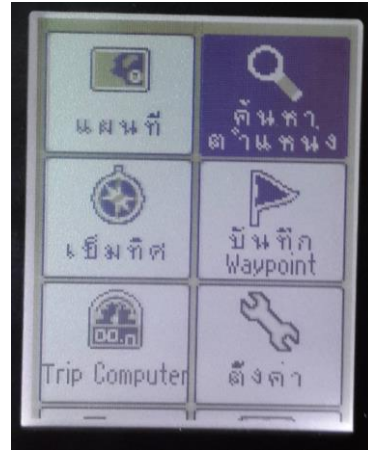 แผนที่
ค้นหา
ตำแหน่ง
เข็มทิศ
บันทึก
Waypoint
Trip Computer
ตั้งค่า